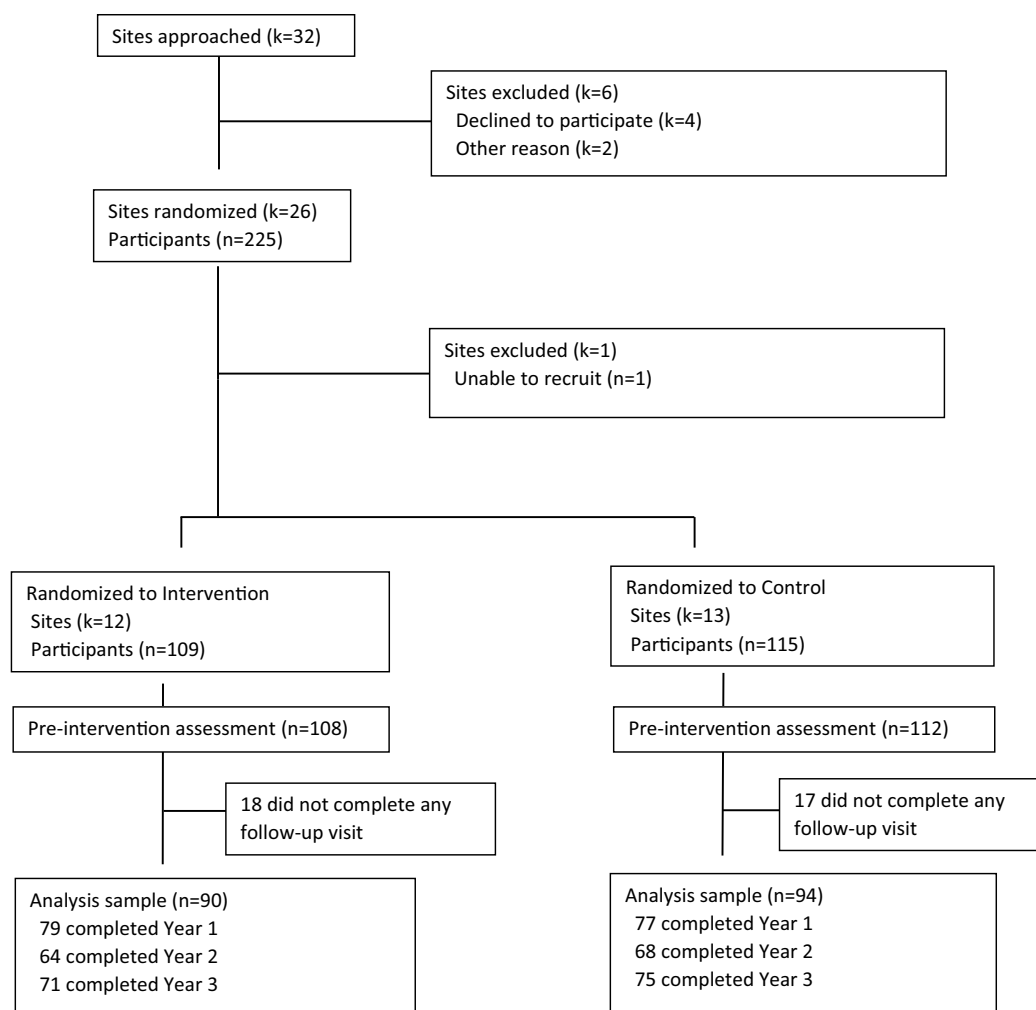 Sites approached (k=32)
Sites excluded (k=6)
Declined to participate (k=4)
Other reason (k=2)
Sites randomized (k=26)
Participants (n=225)
Sites excluded (k=1)
Unable to recruit (n=1)
Randomized to Intervention
Sites (k=12)
Participants (n=109)
Randomized to Control
Sites (k=13)
Participants (n=115)
Pre-intervention assessment (n=108)
Pre-intervention assessment (n=112)
18 did not complete any
follow-up visit
17 did not complete any
follow-up visit
Analysis sample (n=90)
79 completed Year 1
64 completed Year 2
71 completed Year 3
Analysis sample (n=94)
77 completed Year 1
68 completed Year 2
75 completed Year 3